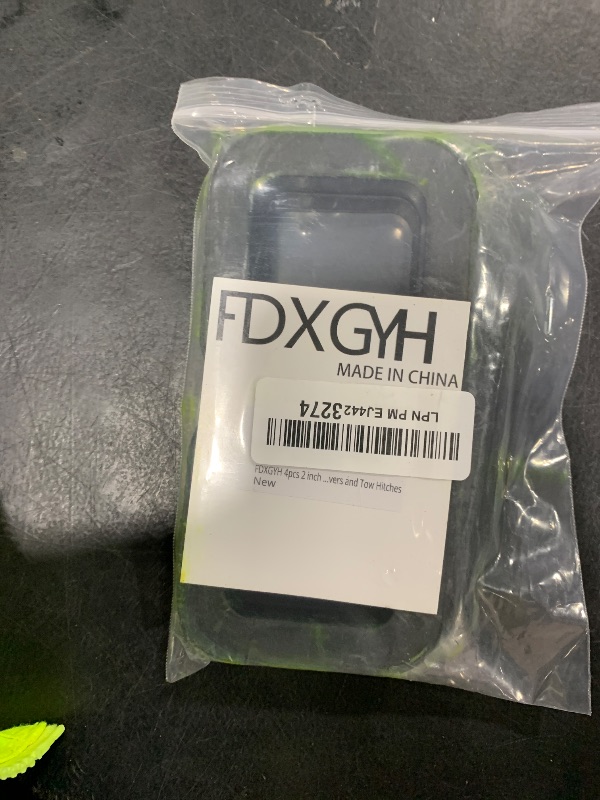 FDXGYH
MADE IN CHINA
LPN PM EJ4423274
FDXGYH 4pcs 2 inch ...vers and Tow Hitches
New